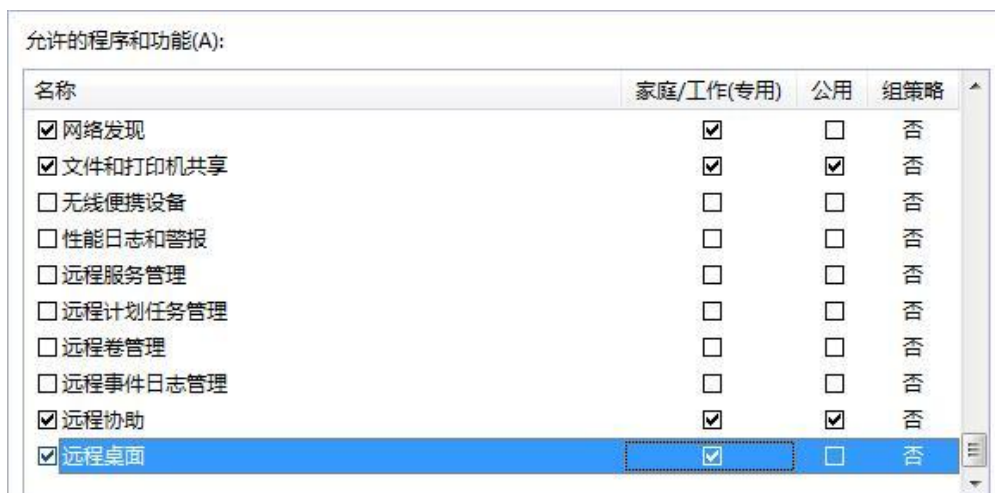 允许的程序和功能(A):
名称 家庭/工作(专用) 公用 组策略
网络发现 否
文件和打印机共享 否
无线便携设备 否
性能日志和警报 否
远程服务管理 否
远程计划任务管理 否
远程卷管理 否
远程事件日志管理 否
远程协助 否
远程桌面 否